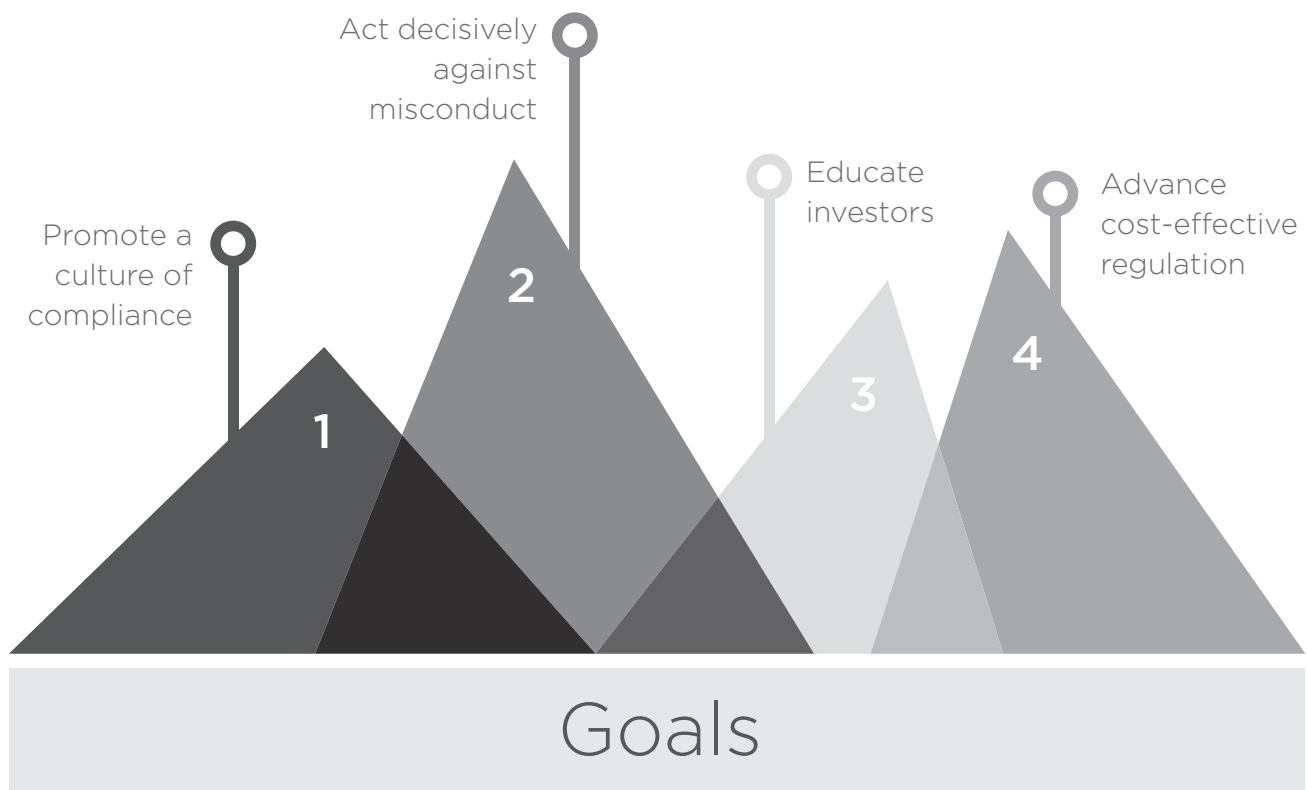 Promote a
culture of
compliance
1
Act decisively
against
misconduct
2
Educate
investors
3
Advance
cost-effective
regulation
4
Goals